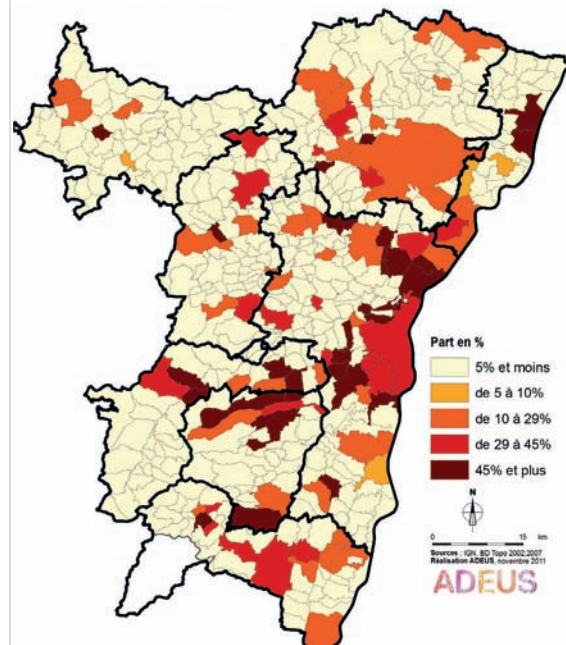 Part en %
5% et moins
de 5 à 10%
de 10 à 29%
de 29 à 45%
45% et plus
N
0 15 km
Sources : IGN, BD Topo 2002;2007
Réalisation ADEUS, novembre 2011
ADEUS